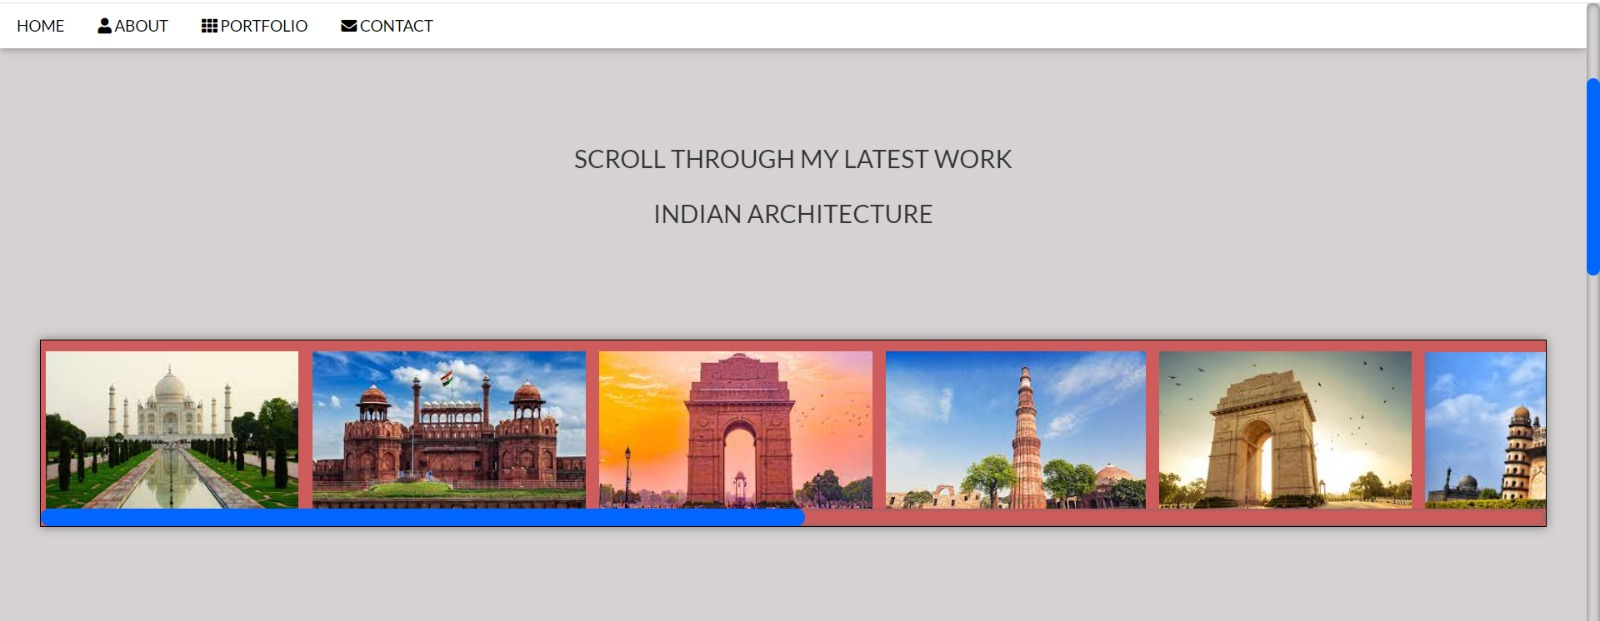 HOME ABOUT PORTFOLIO CONTACT
SCROLL THROUGH MY LATEST WORK
INDIAN ARCHITECTURE